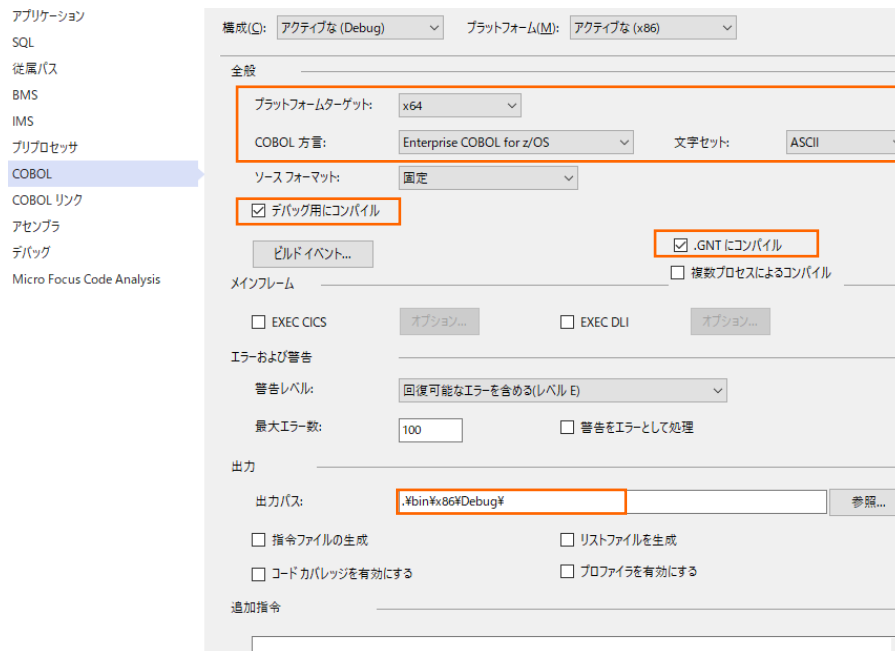 アプリケーション
SQL
従属パス
BMS
IMS
プリプロセッサ
COBOL
COBOL リンク
アセンブラ
デバッグ
Micro Focus Code Analysis
構成(C): アクティブな (Debug) プラットフォーム(M): アクティブな (x86)
全般
プラットフォームターゲット: x64
COBOL 方言: Enterprise COBOL for z/OS 文字セット: ASCII
ソース フォーマット: 固定
デバッグ用にコンパイル
ビルド イベント... .GNT にコンパイル
複数プロセスによるコンパイル
メインフレーム
EXEC CICS オプション... EXEC DLI オプション...
エラーおよび警告
警告レベル: 回復可能なエラーを含める(レベル E)
最大エラー数: 100 警告をエラーとして処理
出力
出力パス: .¥bin¥x86¥Debug¥ 参照...
指令ファイルの生成 リストファイルを生成
コード カバレッジを有効にする プロファイラを有効にする
追加指令